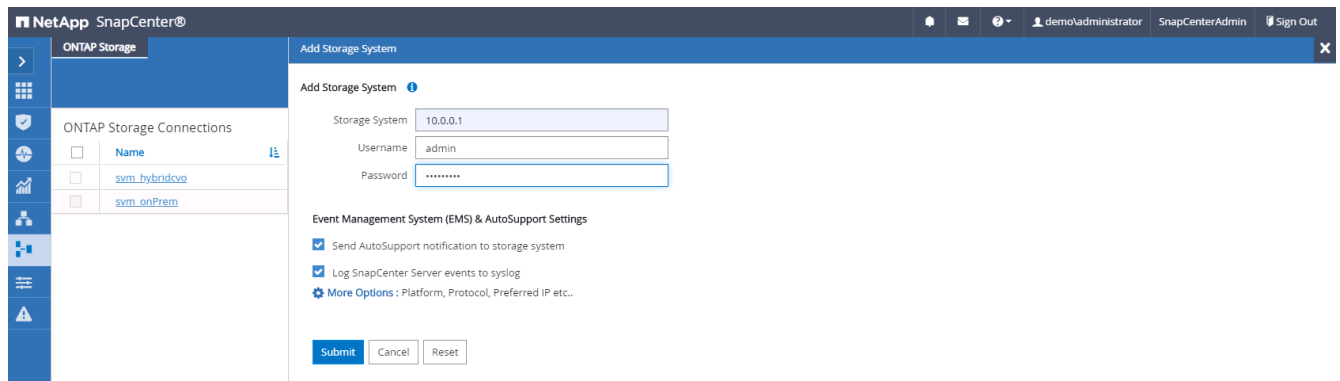 NetApp SnapCenter®
demo\administrator SnapCenterAdmin Sign Out
ONTAP Storage
Add Storage System
Add Storage System
Storage System 10.0.0.1
ONTAP Storage Connections
Username admin
Name
Password •••••••••
svm_hybridcvo
svm_onPrem
Event Management System (EMS) & AutoSupport Settings
Send AutoSupport notification to storage system
Log SnapCenter Server events to syslog
More Options : Platform, Protocol, Preferred IP etc..
Submit Cancel Reset